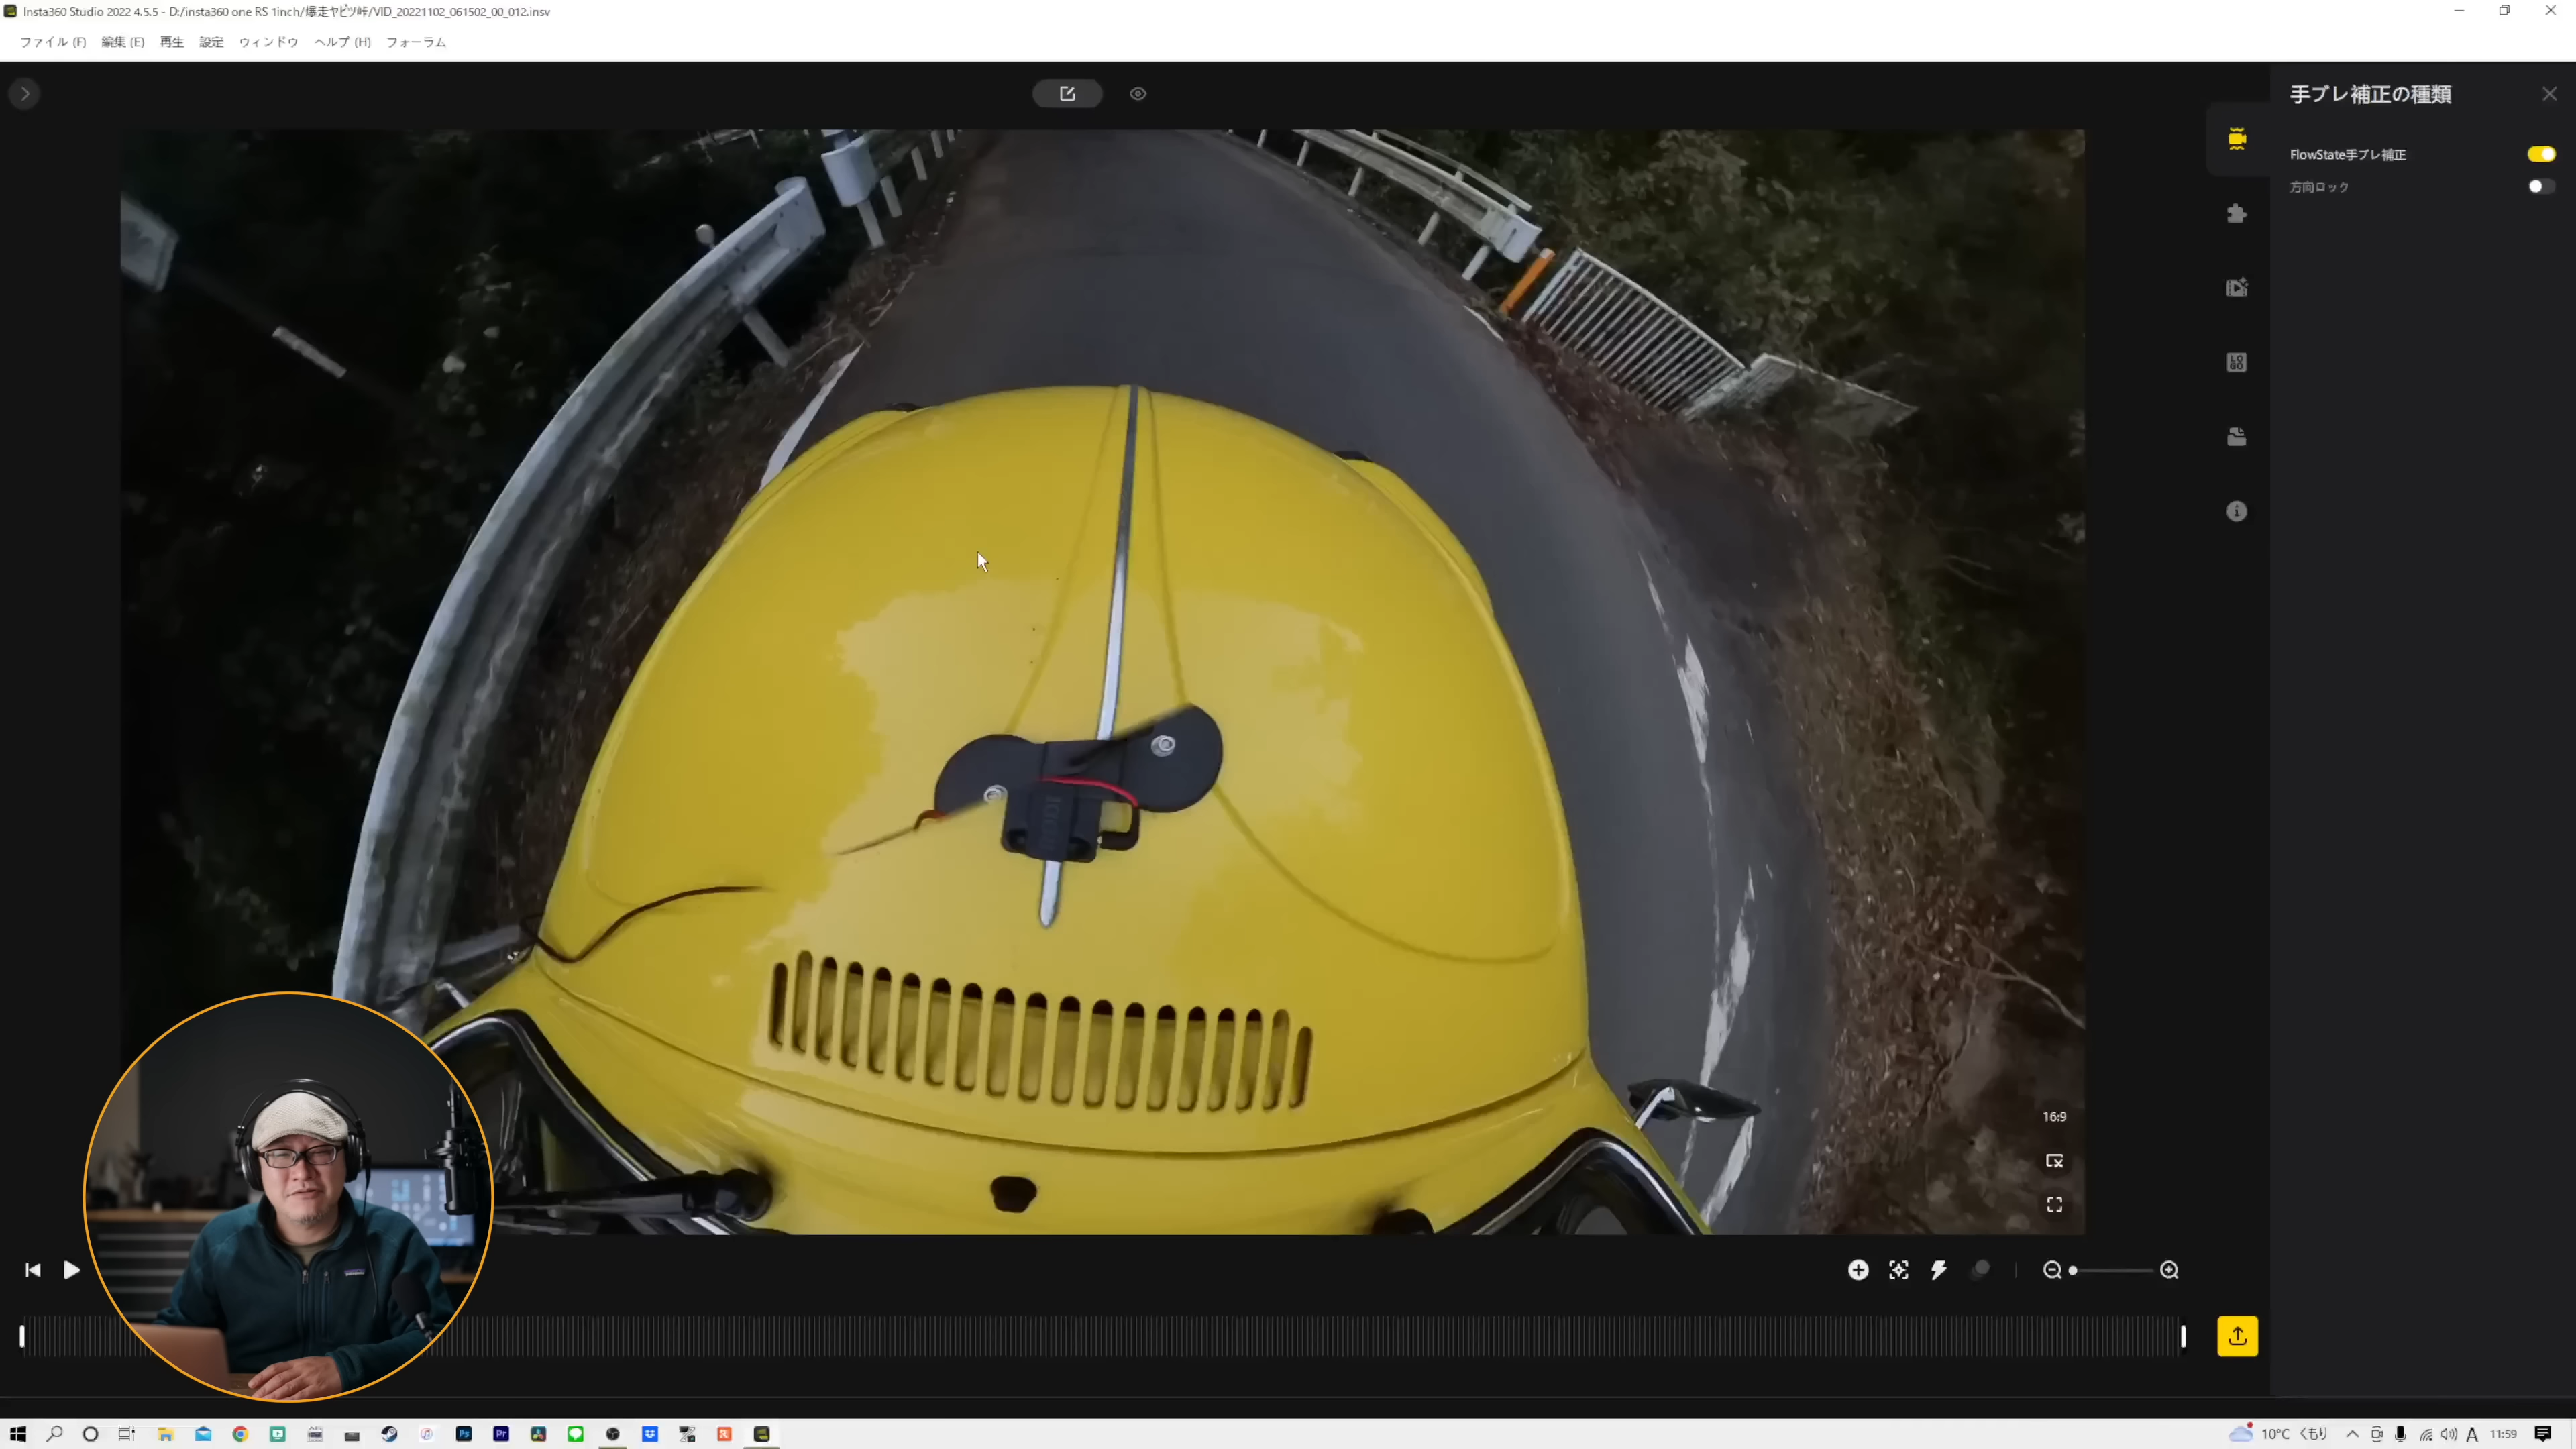 Insta360 Studio 2022 4.5.5 - D:/insta360 one RS 1inch/爆走ヤビツ峠/VID_20221102_061502_00_012.insv
ファイル (F) 編集 (E) 再生 設定 ウィンドウ ヘルプ (H) フォーラム
手ブレ補正の種類
FlowState手ブレ補正
方向ロック
LOGO
16:9
Ps
Pr
10°C くもり
A
11:59